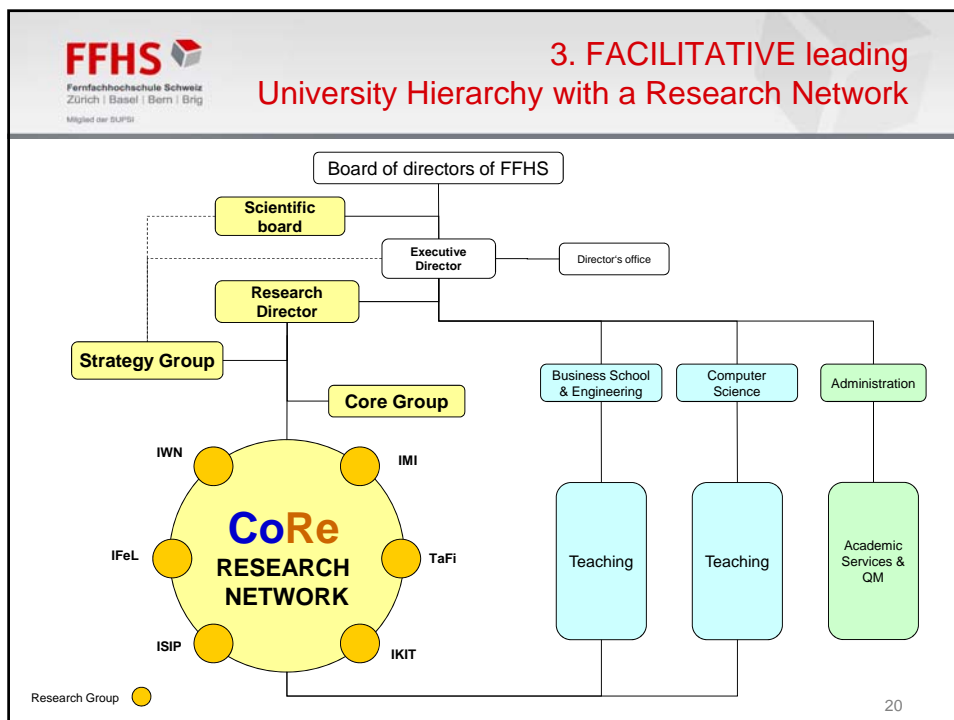 FFHS
Fernfachhochschule Schweiz
Zürich | Basel | Bern | Brig
Mitglied der SUPSI
3. FACILITATIVE leading
University Hierarchy with a Research Network
Board of directors of FFHS
Scientific
board
Executive
Director
Director's office
Research
Director
Strategy Group
Core Group
Business School
& Engineering
Computer
Science
Administration
IWN
IMI
IFeL
CoRe
RESEARCH
NETWORK
TaFi
ISIP
IKIT
Teaching
Teaching
Academic
Services &
QM
Research Group
20